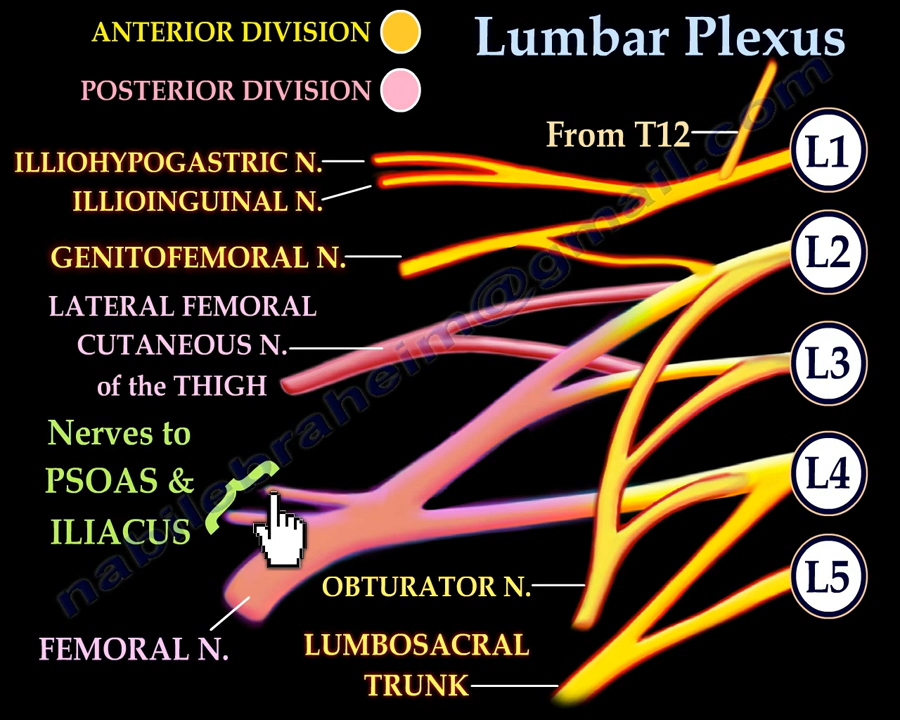 ANTERIOR DIVISION
POSTERIOR DIVISION
Lumbar Plexus
From T12
L1
ILLIOHYPOGASTRIC N.
ILLIOINGUINAL N.
GENITOFEMORAL N.
L2
LATERAL FEMORAL
CUTANEOUS N.
of the THIGH
L3
Nerves to
PSOAS &
ILIACUS
L4
L5
OBTURATOR N.
FEMORAL N.
LUMBOSACRAL
TRUNK
nabilebraheim@gmail.com